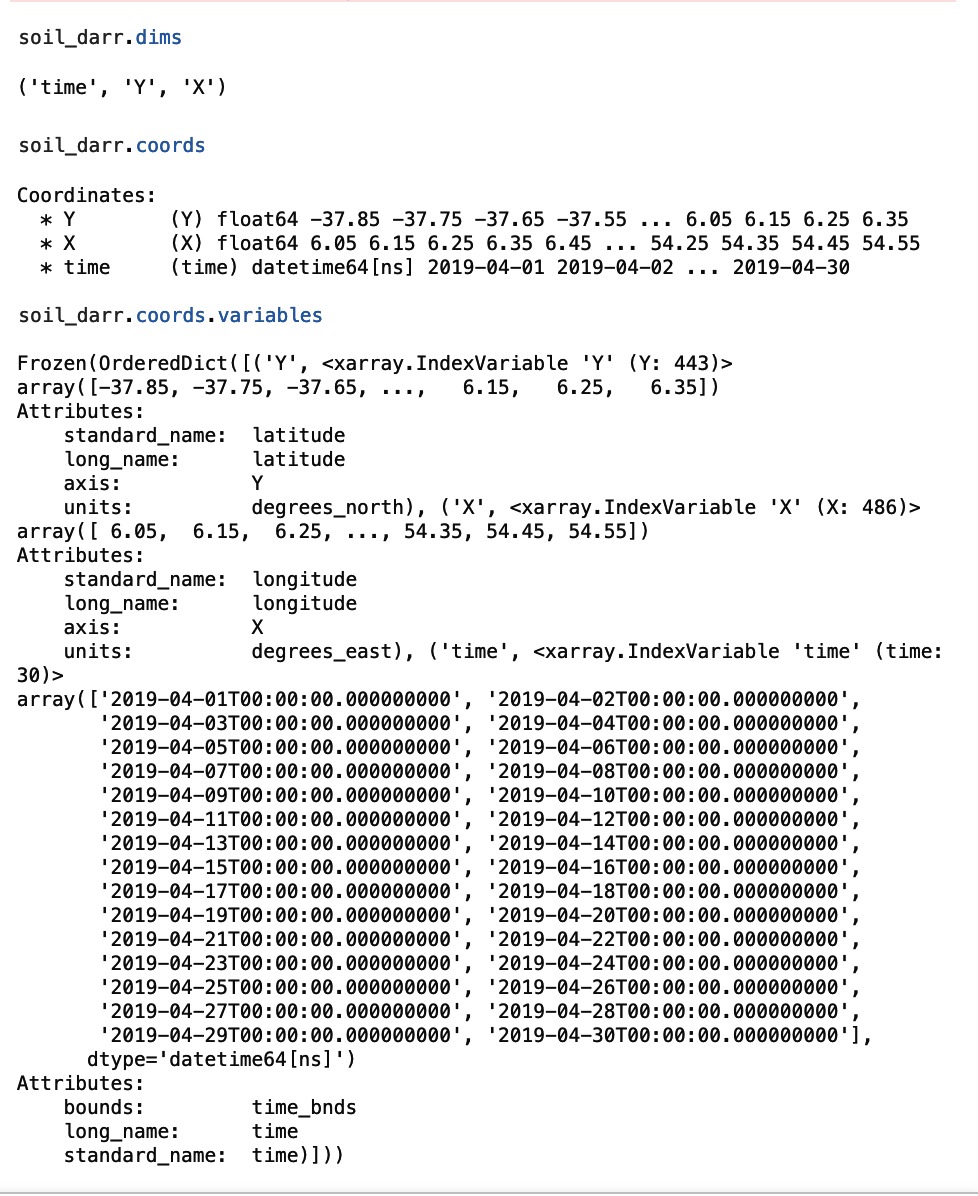 soil_darr.dims
('time', 'Y', 'X')
soil_darr.coords
Coordinates:
  * Y        (Y) float64 -37.85 -37.75 -37.65 -37.55 ... 6.05 6.15 6.25 6.35
  * X        (X) float64 6.05 6.15 6.25 6.35 6.45 ... 54.25 54.35 54.45 54.55
  * time     (time) datetime64[ns] 2019-04-01 2019-04-02 ... 2019-04-30
soil_darr.coords.variables
Frozen(OrderedDict([('Y', <xarray.IndexVariable 'Y' (Y: 443)>
array([-37.85, -37.75, -37.65, ...,   6.15,   6.25,   6.35])
Attributes:
    standard_name:  latitude
    long_name:      latitude
    axis:           Y
    units:          degrees_north), ('X', <xarray.IndexVariable 'X' (X: 486)>
array([ 6.05,  6.15,  6.25, ..., 54.35, 54.45, 54.55])
Attributes:
    standard_name:  longitude
    long_name:      longitude
    axis:           X
    units:          degrees_east), ('time', <xarray.IndexVariable 'time' (time:
30)>
array(['2019-04-01T00:00:00.000000000', '2019-04-02T00:00:00.000000000',
       '2019-04-03T00:00:00.000000000', '2019-04-04T00:00:00.000000000',
       '2019-04-05T00:00:00.000000000', '2019-04-06T00:00:00.000000000',
       '2019-04-07T00:00:00.000000000', '2019-04-08T00:00:00.000000000',
       '2019-04-09T00:00:00.000000000', '2019-04-10T00:00:00.000000000',
       '2019-04-11T00:00:00.000000000', '2019-04-12T00:00:00.000000000',
       '2019-04-13T00:00:00.000000000', '2019-04-14T00:00:00.000000000',
       '2019-04-15T00:00:00.000000000', '2019-04-16T00:00:00.000000000',
       '2019-04-17T00:00:00.000000000', '2019-04-18T00:00:00.000000000',
       '2019-04-19T00:00:00.000000000', '2019-04-20T00:00:00.000000000',
       '2019-04-21T00:00:00.000000000', '2019-04-22T00:00:00.000000000',
       '2019-04-23T00:00:00.000000000', '2019-04-24T00:00:00.000000000',
       '2019-04-25T00:00:00.000000000', '2019-04-26T00:00:00.000000000',
       '2019-04-27T00:00:00.000000000', '2019-04-28T00:00:00.000000000',
       '2019-04-29T00:00:00.000000000', '2019-04-30T00:00:00.000000000'],
      dtype='datetime64[ns]')
Attributes:
    bounds:         time_bnds
    long_name:      time
    standard_name:  time)]))